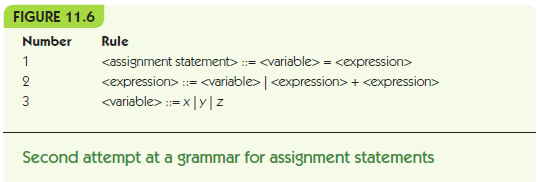 FIGURE 11.6
Number Rule
1 <assignment statement> ::= <variable> = <expression>
2 <expression> ::= <variable> | <expression> + <expression>
3 <variable> ::= x | y | z
Second attempt at a grammar for assignment statements